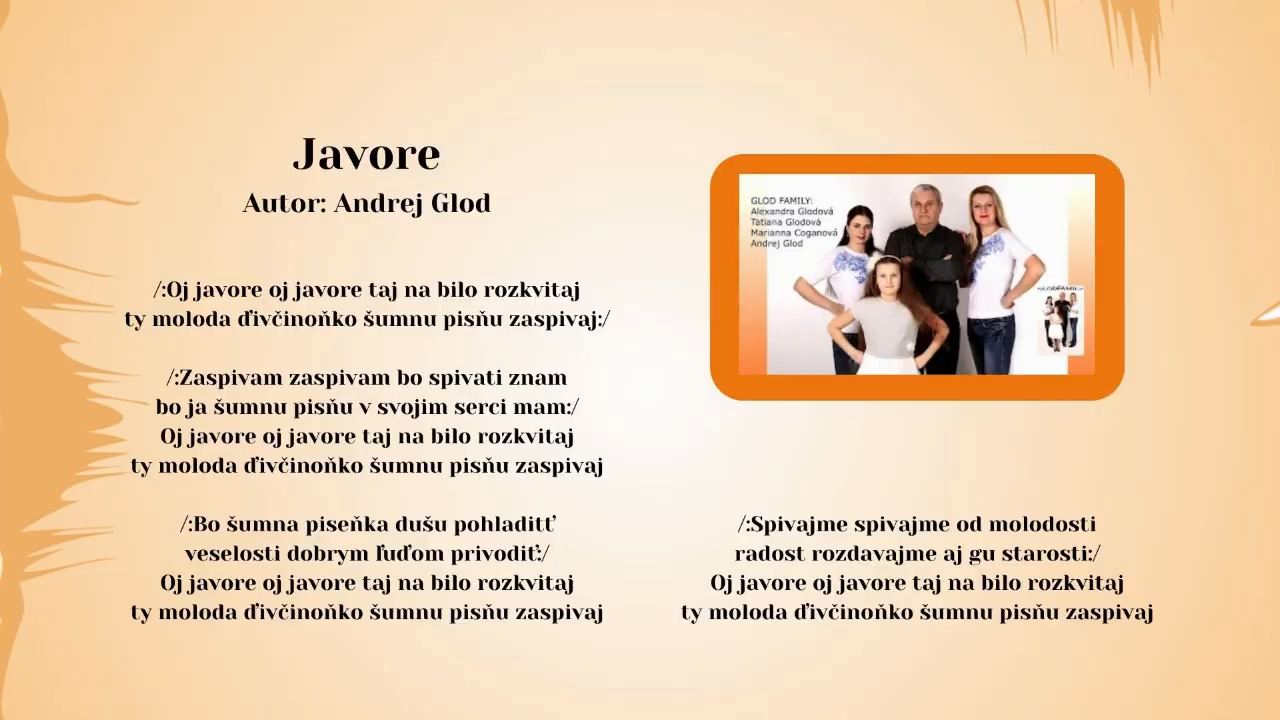 Javore
Autor: Andrej Glod
/:Oj javore oj javore taj na bilo rozkvitaj
ty moloda ďivčinoňko šumnu pisňu zaspivaj:/
/:Zaspivam zaspivam bo spivati znam
bo ja šumnu pisňu v svojim serci mam:/
Oj javore oj javore taj na bilo rozkvitaj
ty moloda ďivčinoňko šumnu pisňu zaspivaj
/:Bo šumna piseňka dušu pohladitť
veselosti dobrym ľuďom privodiť:/
Oj javore oj javore taj na bilo rozkvitaj
ty moloda ďivčinoňko šumnu pisňu zaspivaj
GLOD FAMILY:
Alexandra Glodová
Tatiana Glodová
Marianna Coganová
Andrej Glod
/:Spivajme spivajme od molodosti
radost rozdavajme aj gu starosti:/
Oj javore oj javore taj na bilo rozkvitaj
ty moloda ďivčinoňko šumnu pisňu zaspivaj